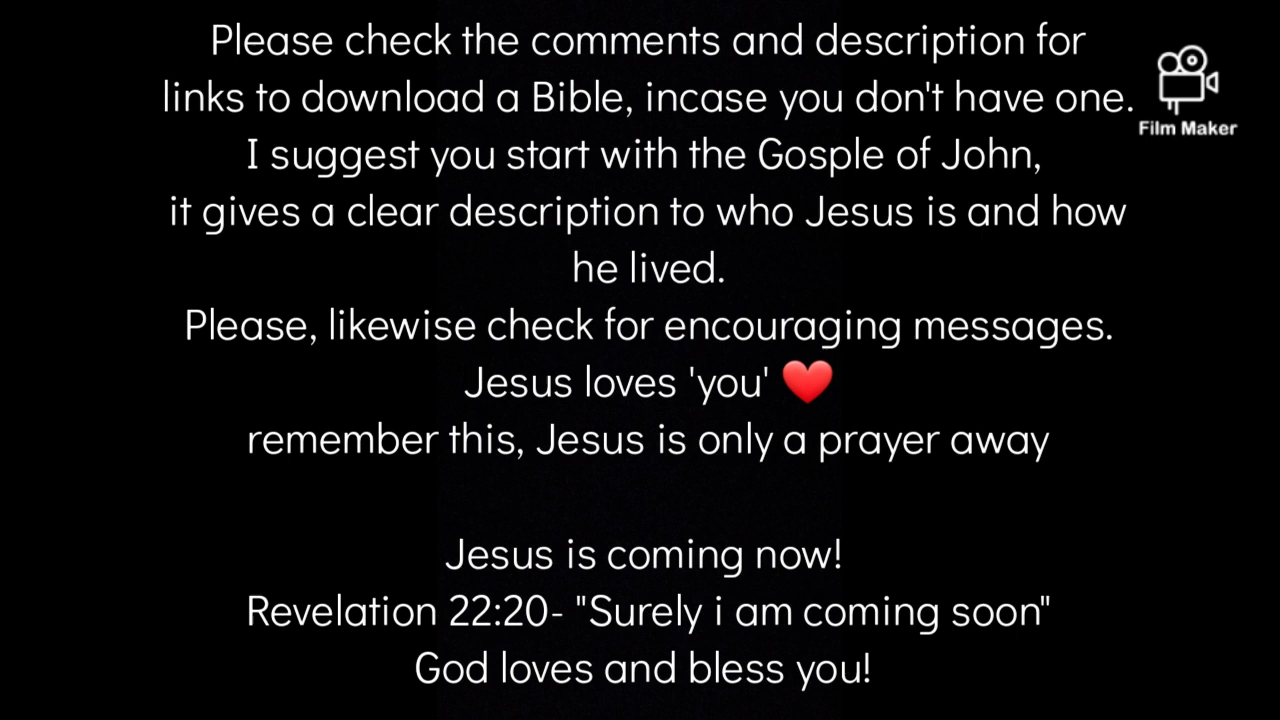 Please check the comments and description for
links to download a Bible, incase you don't have one.
Film Maker
I suggest you start with the Gosple of John,
it gives a clear description to who Jesus is and how
he lived.
Please, likewise check for encouraging messages.
Jesus loves 'you' ❤️
remember this, Jesus is only a prayer away
Jesus is coming now!
Revelation 22:20- "Surely i am coming soon"
God loves and bless you!